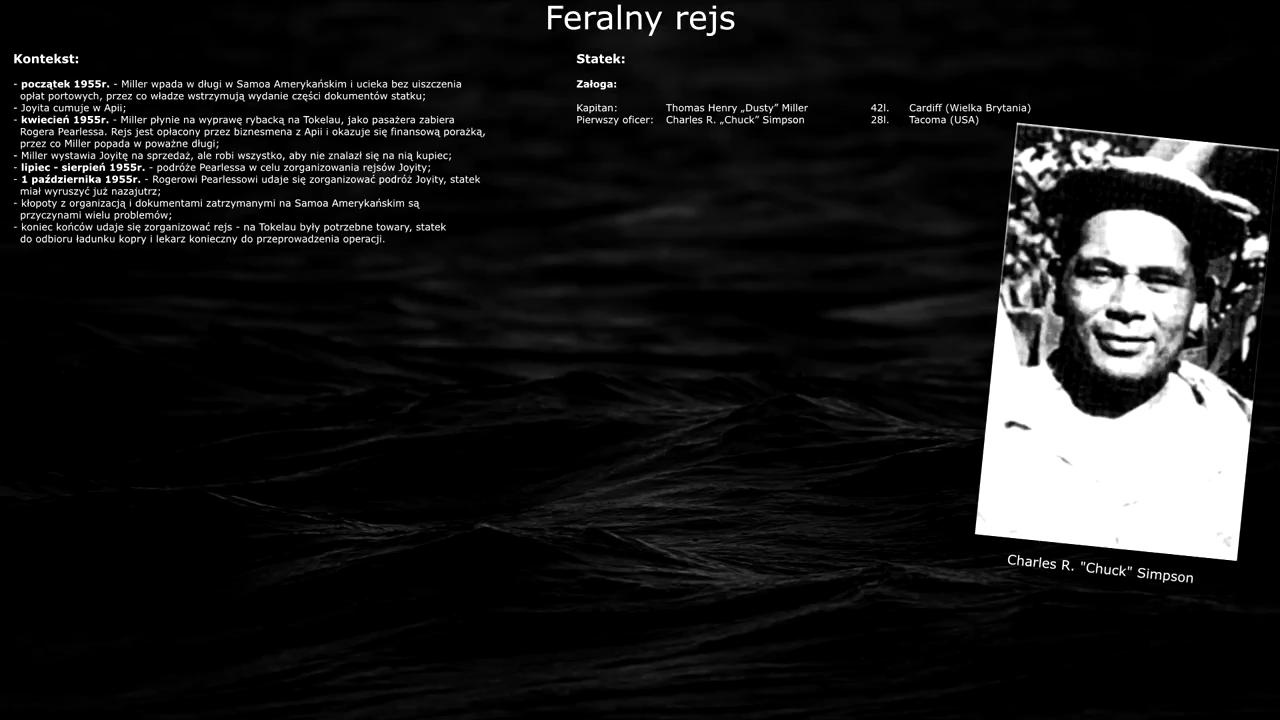 Feralny rejs
Kontekst:
- początek 1955r. - Miller wpada w długi w Samoa Amerykańskim i ucieka bez uiszczenia
opłat portowych, przez co władze wstrzymują wydanie części dokumentów statku;
- Joyita cumuje w Apii;
- kwiecień 1955r. - Miller płynie na wyprawę rybacką na Tokelau, jako pasażera zabiera
Rogera Pearlessa. Rejs jest opłacony przez biznesmena z Apii i okazuje się finansową porażką,
przez co Miller popada w poważne długi;
- Miller wystawia Joyitę na sprzedaż, ale robi wszystko, aby nie znalazł się na nią kupiec;
- lipiec - sierpień 1955r. - podróże Pearlessa w celu zorganizowania rejsów Joyity;
- 1 października 1955r. - Rogerowi Pearlessowi udaje się zorganizować podróż Joyity, statek
miał wyruszyć już nazajutrz;
- kłopoty z organizacją i dokumentami zatrzymanymi na Samoa Amerykańskim są
przyczynami wielu problemów;
- koniec końców udaje się zorganizować rejs - na Tokelau były potrzebne towary, statek
do odbioru ładunku kopry i lekarz konieczny do przeprowadzenia operacji.
Statek:
Załoga:
Kapitan: Thomas Henry „Dusty” Miller 42l. Cardiff (Wielka Brytania)
Pierwszy oficer: Charles R. „Chuck” Simpson 28l. Tacoma (USA)
Charles R. "Chuck" Simpson